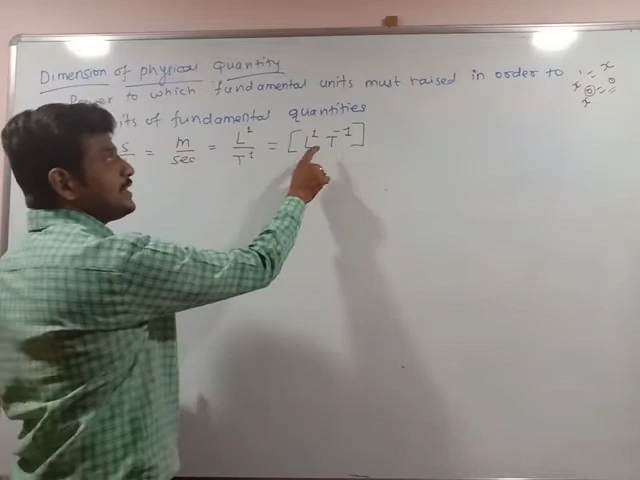 Dimension of physical Quantity
Power to which fundamental units must raised in order to
its of fundamental quantities
s = m/sec = L¹/T¹ = [L¹ T⁻¹]